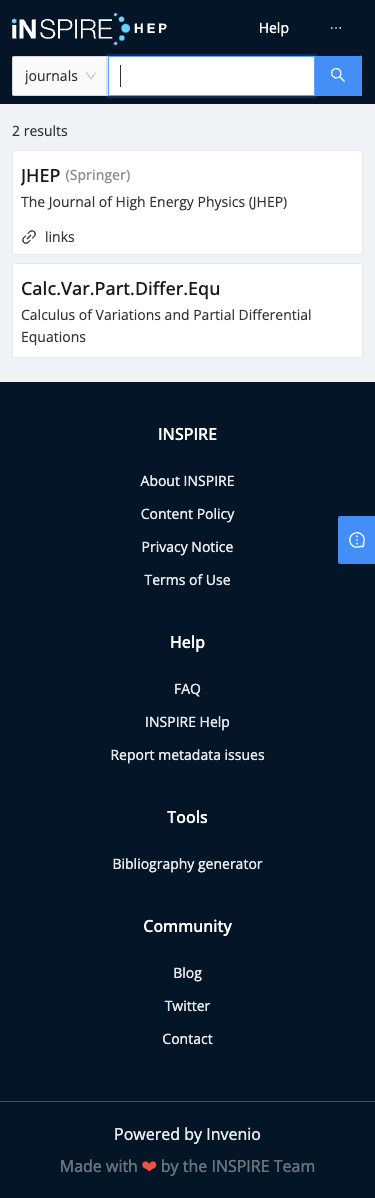 iNSPIRE HEP
Help
···
journals
2 results
JHEP (Springer)
The Journal of High Energy Physics (JHEP)
links
Calc.Var.Part.Differ.Equ
Calculus of Variations and Partial Differential
Equations
INSPIRE
About INSPIRE
Content Policy
Privacy Notice
Terms of Use
Help
FAQ
INSPIRE Help
Report metadata issues
Tools
Bibliography generator
Community
Blog
Twitter
Contact
Powered by Invenio
Made with ❤ by the INSPIRE Team